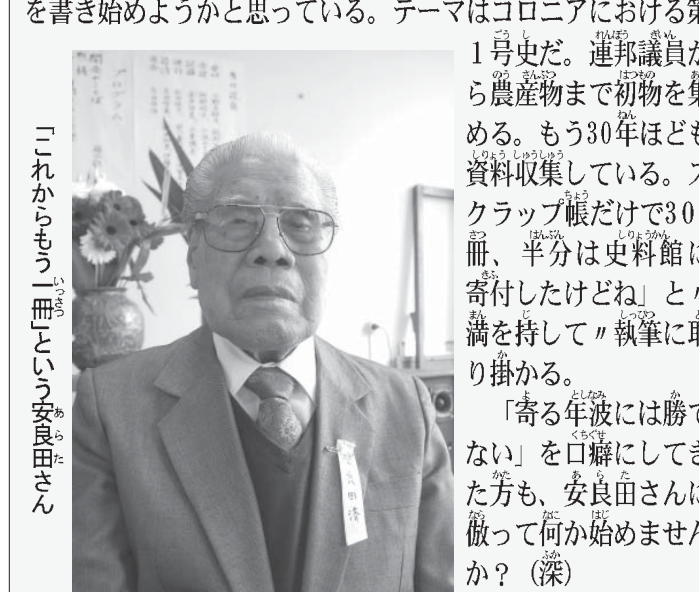 を書き始めようかと思っている。テーマはコロニアにおける第
1号史だ。連邦議員か
ら農産物まで初物を集
める。もう30年ほども
資料収集している。ス
クラップ帳だけで30
冊、半分は史料館に
寄付したけどね」と〃
満を持して〃執筆に取
り掛かる。
「寄る年波には勝て
ない」を口癖にしてき
た方も、安良田さんに
倣って何か始めません
か?(深)
「これからもう一冊」という安良田さん
プログラム
良田 済